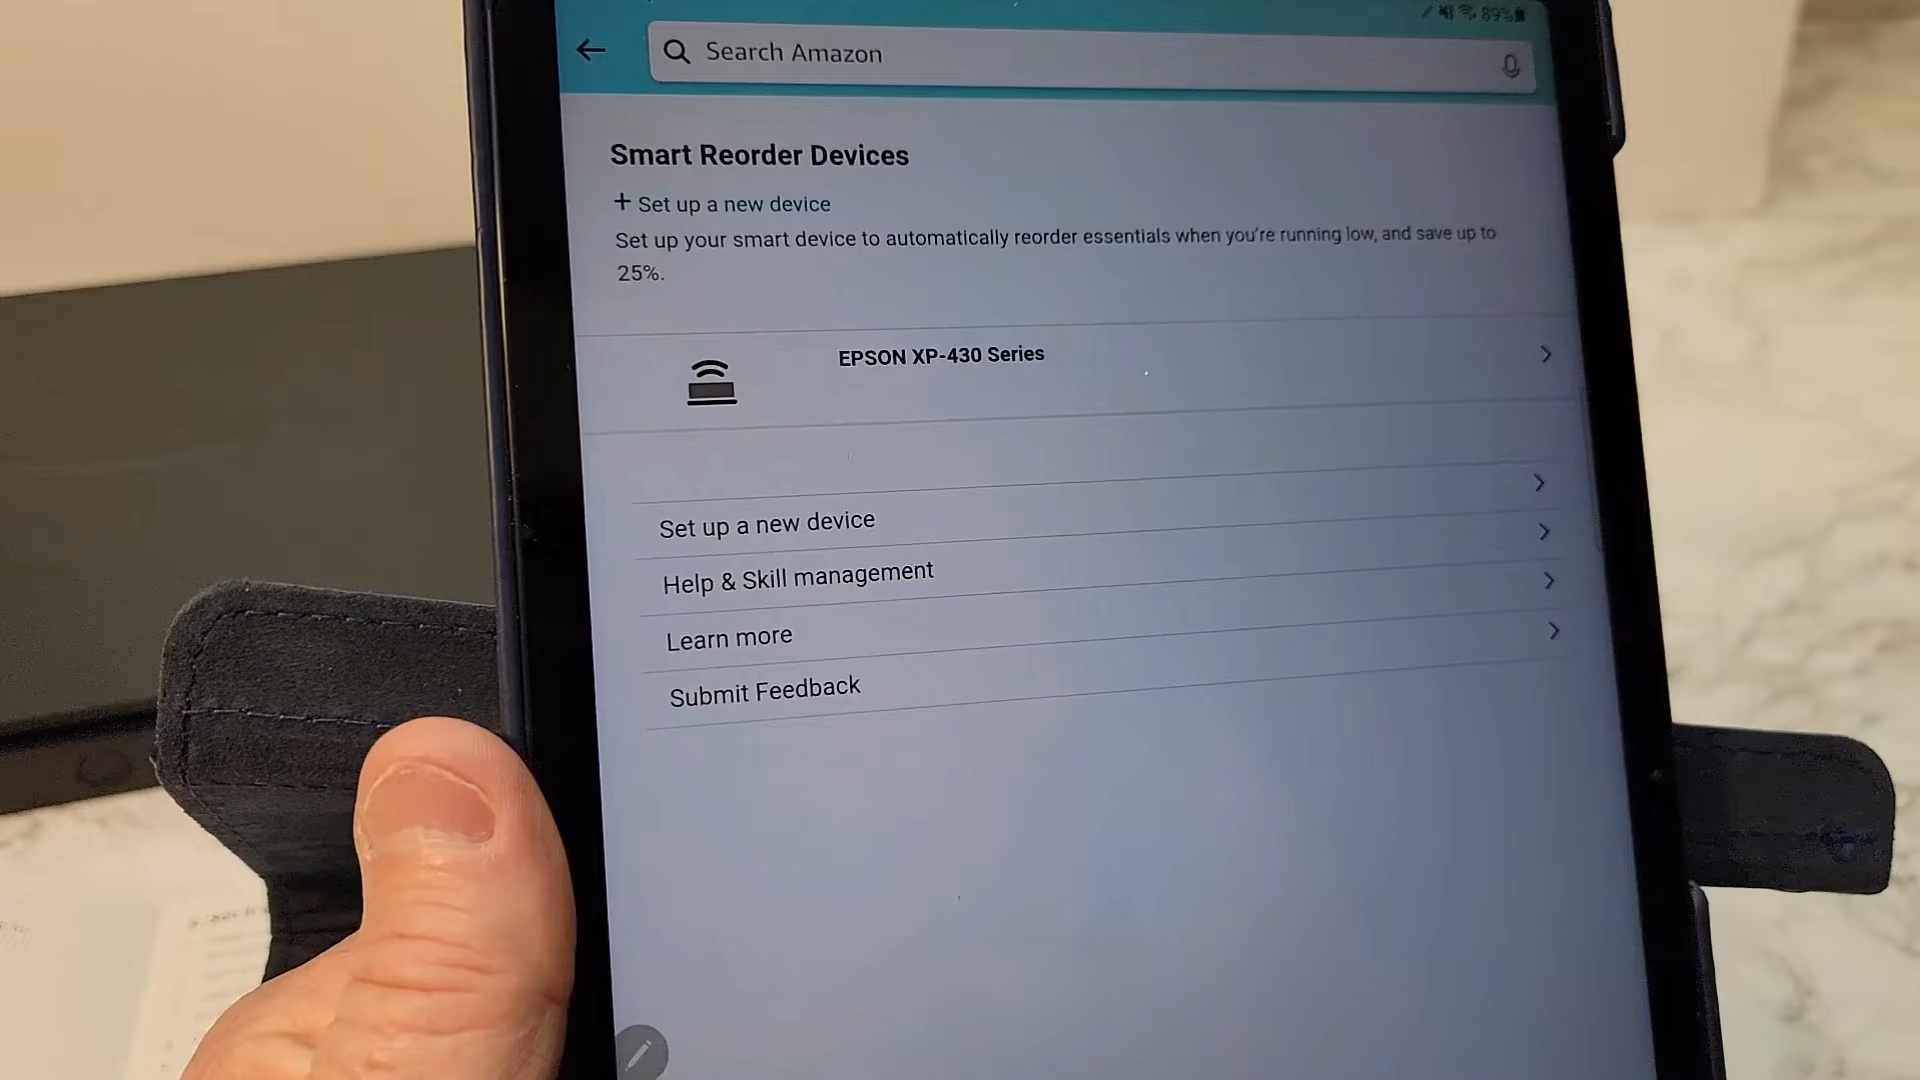 89%
Search Amazon
Smart Reorder Devices
+ Set up a new device
Set up your smart device to automatically reorder essentials when you're running low, and save up to
25%.
EPSON XP-430 Series
Set up a new device
Help & Skill management
Learn more
Submit Feedback